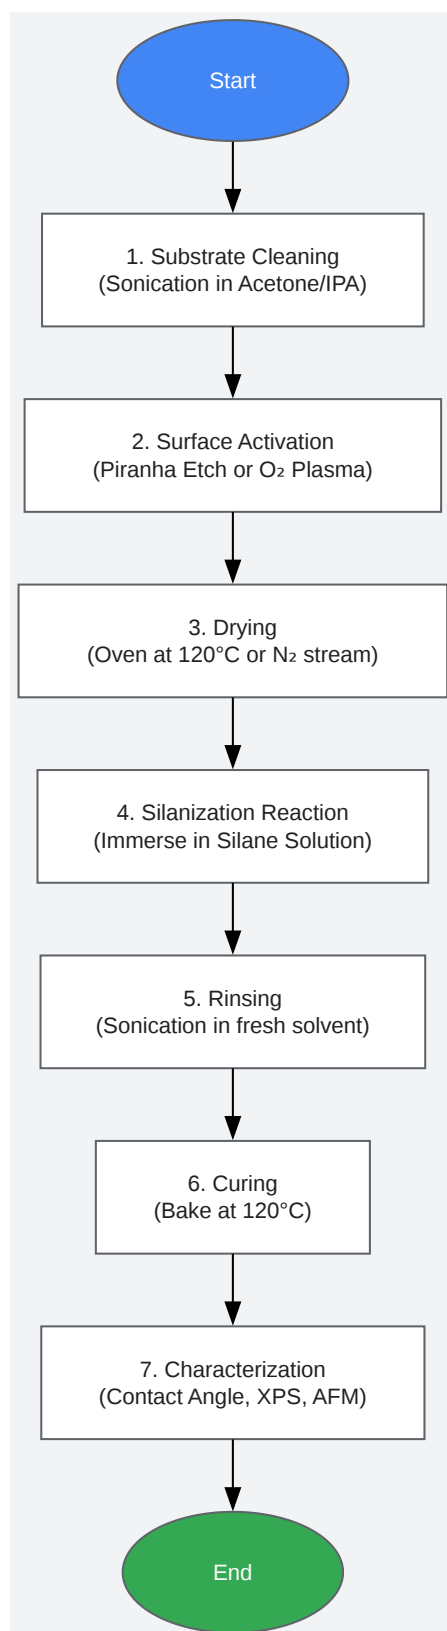 Start
1. Substrate Cleaning
(Sonication in Acetone/IPA)
2. Surface Activation
(Piranha Etch or O₂ Plasma)
3. Drying
(Oven at 120°C or N₂ stream)
4. Silanization Reaction
(Immerse in Silane Solution)
5. Rinsing
(Sonication in fresh solvent)
6. Curing
(Bake at 120°C)
7. Characterization
(Contact Angle, XPS, AFM)
End